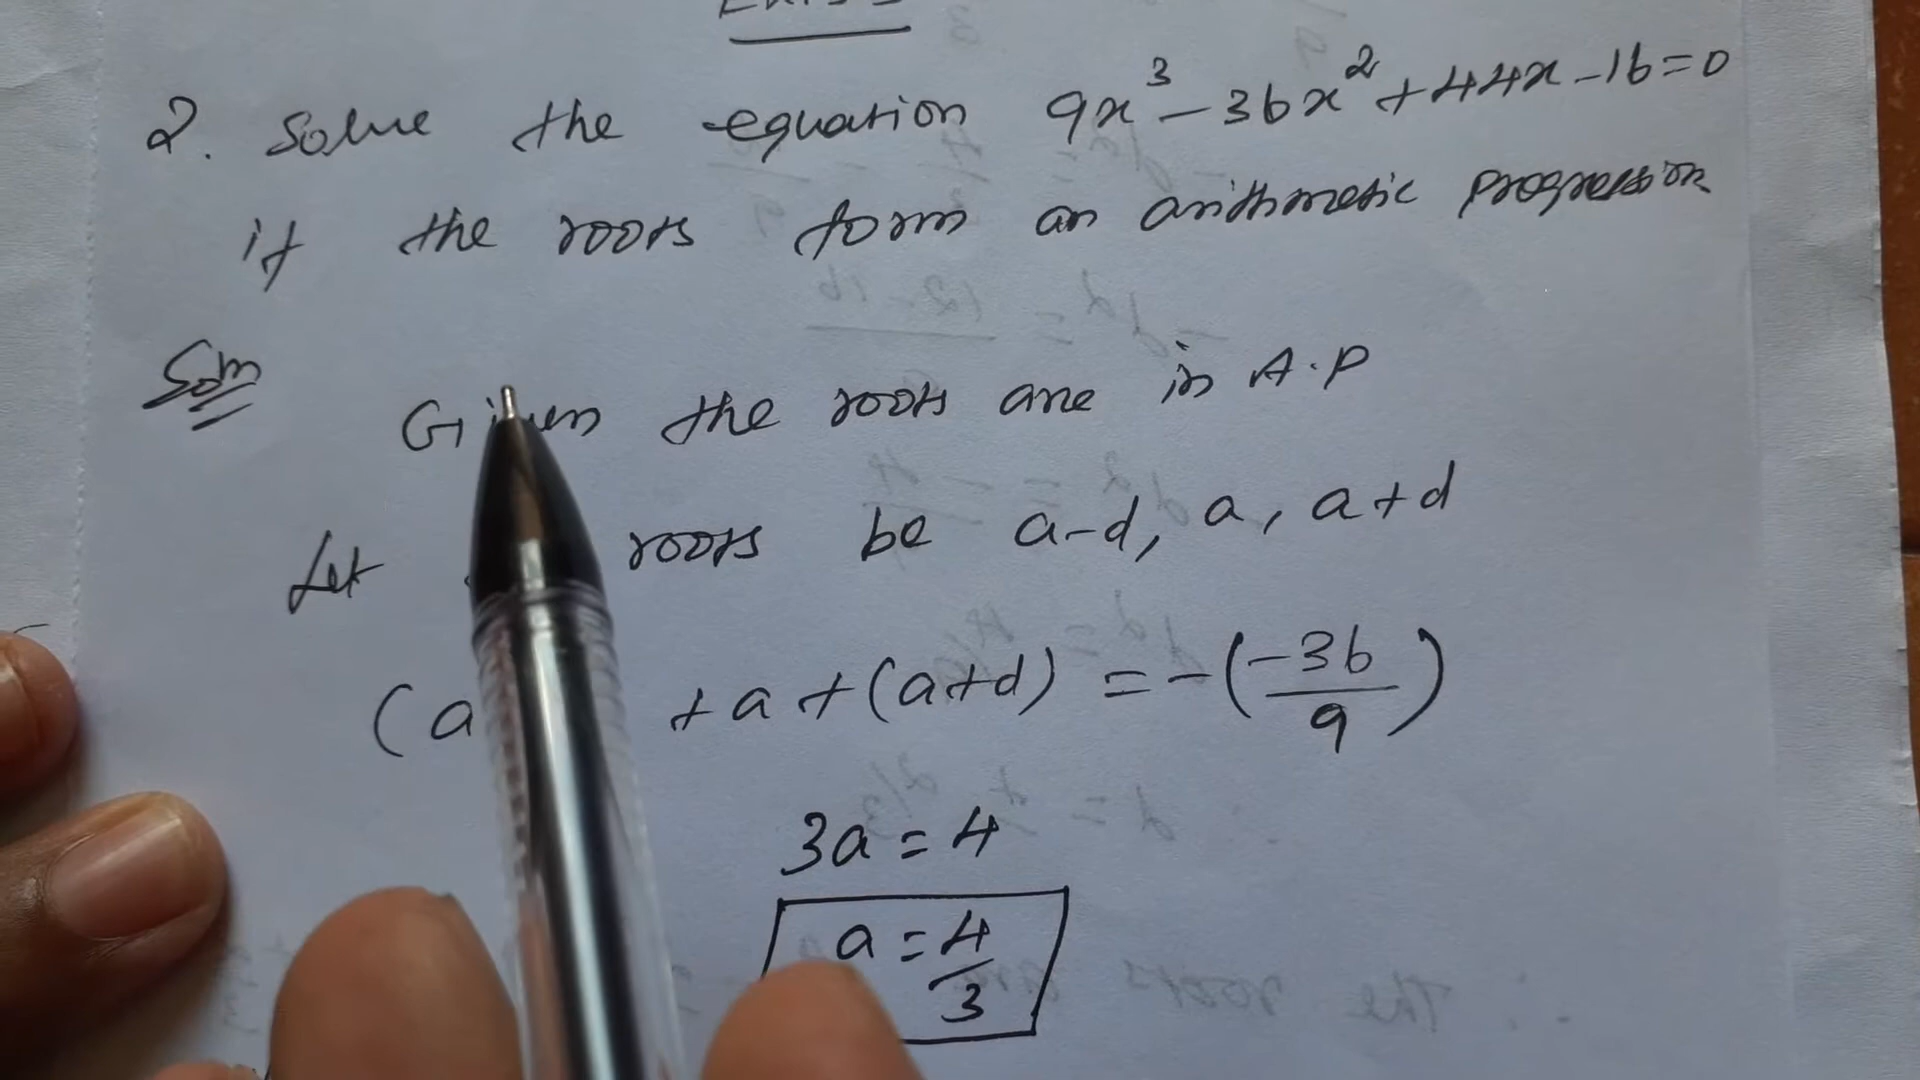 2. Solve the equation 9x³ - 36x² + 44x - 16 = 0
if the roots form an arithmetic progression
Soln
Given the roots are in A.P
Let roots be a-d, a, a+d
(a + a + (a+d) = -(-36/9)
3a = 4
a = 4/3